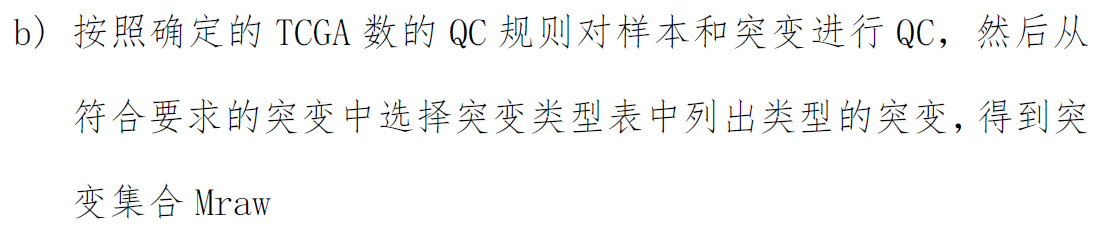 b) 按照确定的 TCGA 数的 QC 规则对样本和突变进行 QC，然后从
符合要求的突变中选择突变类型表中列出类型的突变，得到突
变集合 Mraw